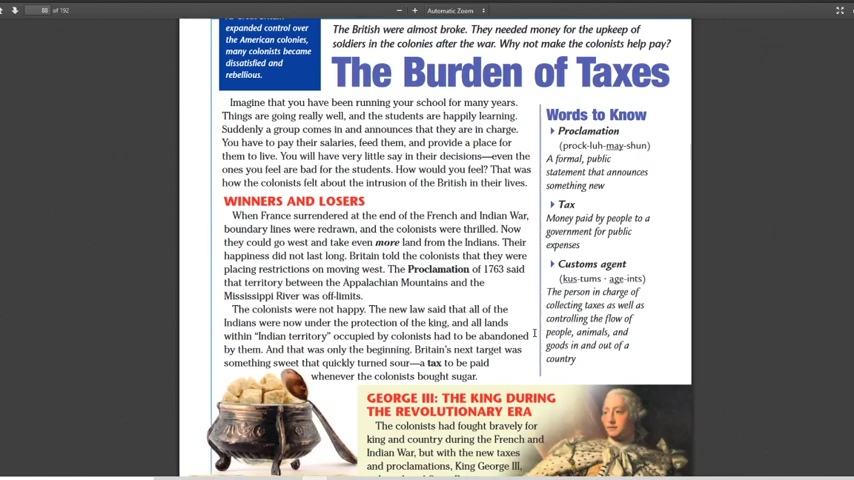 88 of 192
Automatic Zoom
expanded control over
the American colonies,
many colonists became
dissatisfied and
rebellious.
The British were almost broke. They needed money for the upkeep of
soldiers in the colonies after the war. Why not make the colonists help pay?
The Burden of Taxes
Imagine that you have been running your school for many years.
Things are going really well, and the students are happily learning.
Suddenly a group comes in and announces that they are in charge.
You have to pay their salaries, feed them, and provide a place for
them to live. You will have very little say in their decisions—even the
ones you feel are bad for the students. How would you feel? That was
how the colonists felt about the intrusion of the British in their lives.
WINNERS AND LOSERS
When France surrendered at the end of the French and Indian War,
boundary lines were redrawn, and the colonists were thrilled. Now
they could go west and take even more land from the Indians. Their
happiness did not last long. Britain told the colonists that they were
placing restrictions on moving west. The Proclamation of 1763 said
that territory between the Appalachian Mountains and the
Mississippi River was off-limits.
The colonists were not happy. The new law said that all of the
Indians were now under the protection of the king, and all lands
within “Indian territory” occupied by colonists had to be abandoned
by them. And that was only the beginning. Britain’s next target was
something sweet that quickly turned sour—a tax to be paid
whenever the colonists bought sugar.
Words to Know
Proclamation
(prock-luh-may-shun)
A formal, public
statement that announces
something new
Tax
Money paid by people to a
government for public
expenses
Customs agent
(kus-tums · age-ints)
The person in charge of
collecting taxes as well as
controlling the flow of
people, animals, and
goods in and out of a
country
GEORGE III: THE KING DURING
THE REVOLUTIONARY ERA
The colonists had fought bravely for
king and country during the French and
Indian War, but with the new taxes
and proclamations, King George III,